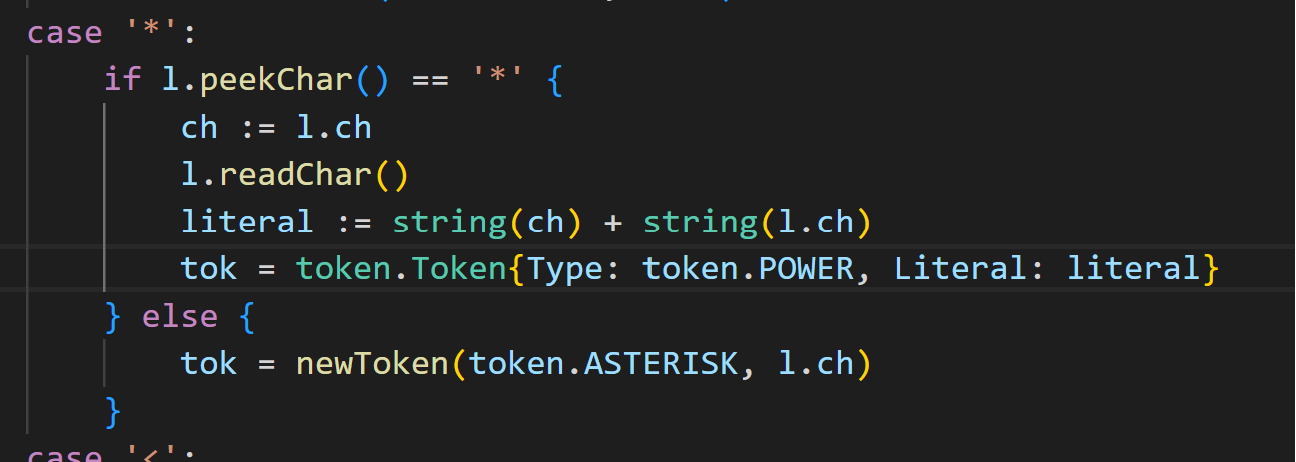 case '*':
    if l.peekChar() == '*' {
        ch := l.ch
        l.readChar()
        literal := string(ch) + string(l.ch)
        tok = token.Token{Type: token.POWER, Literal: literal}
    } else {
        tok = newToken(token.ASTERISK, l.ch)
    }
case '<':